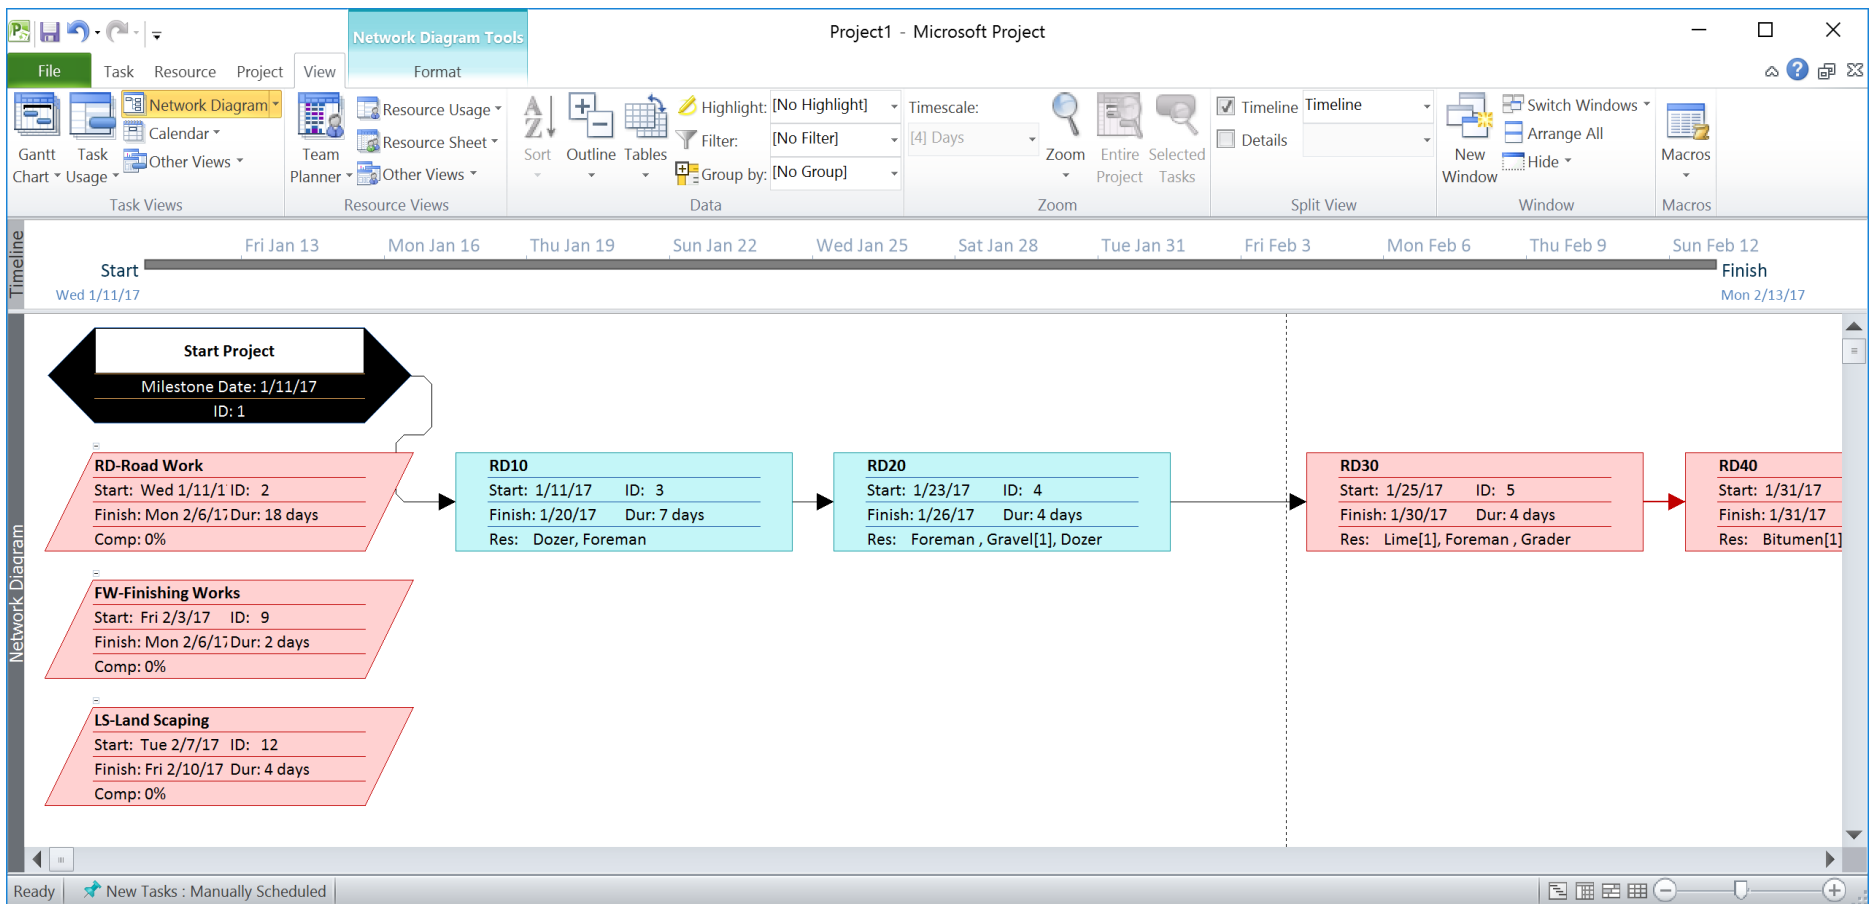 Project1 - Microsoft Project
Network Diagram Tools
File Task Resource Project View Format
Gantt Chart
Task Usage
Network Diagram
Calendar
Other Views
Task Views
Team Planner
Resource Usage
Resource Sheet
Other Views
Resource Views
Sort
Outline
Tables
Highlight: [No Highlight]
Filter: [No Filter]
Group by: [No Group]
Data
Timescale:
[4] Days
Zoom
Entire Project
Selected Tasks
Zoom
Timeline Timeline
Details
Split View
New Window
Switch Windows
Arrange All
Hide
Window
Macros
Macros
Timeline
Fri Jan 13 Mon Jan 16 Thu Jan 19 Sun Jan 22 Wed Jan 25 Sat Jan 28 Tue Jan 31 Fri Feb 3 Mon Feb 6 Thu Feb 9 Sun Feb 12
Start
Wed 1/11/17
Finish
Mon 2/13/17
Network Diagram
Start Project
Milestone Date: 1/11/17
ID: 1
RD-Road Work
Start: Wed 1/11/1 ID: 2
Finish: Mon 2/6/17 Dur: 18 days
Comp: 0%
RD10
Start: 1/11/17 ID: 3
Finish: 1/20/17 Dur: 7 days
Res: Dozer, Foreman
RD20
Start: 1/23/17 ID: 4
Finish: 1/26/17 Dur: 4 days
Res: Foreman , Gravel[1], Dozer
RD30
Start: 1/25/17 ID: 5
Finish: 1/30/17 Dur: 4 days
Res: Lime[1], Foreman , Grader
RD40
Start: 1/31/17
Finish: 1/31/17
Res: Bitumen[1]
FW-Finishing Works
Start: Fri 2/3/17 ID: 9
Finish: Mon 2/6/17 Dur: 2 days
Comp: 0%
LS-Land Scaping
Start: Tue 2/7/17 ID: 12
Finish: Fri 2/10/17 Dur: 4 days
Comp: 0%
Ready New Tasks : Manually Scheduled